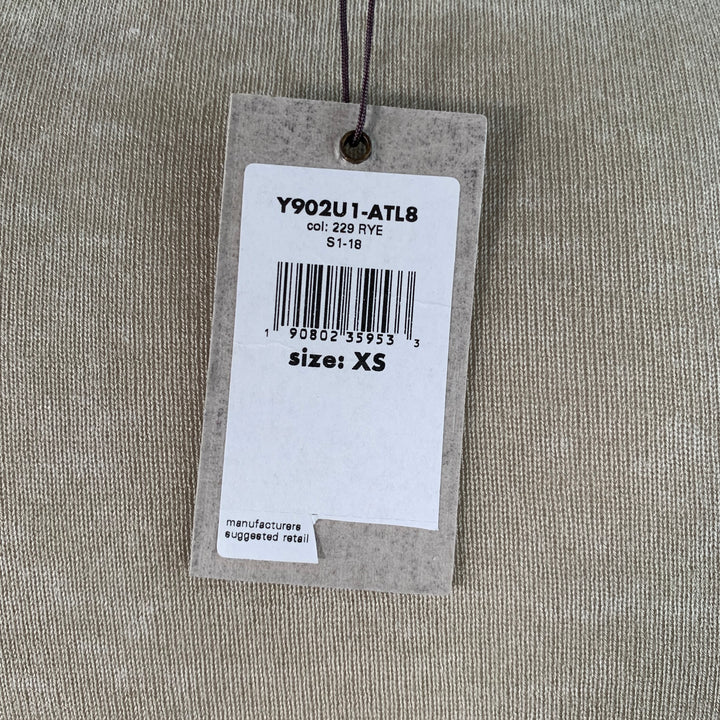 Y902U1-ATL8
col: 229 RYE
S1-18
1 90802 35953 3
size: XS
manufacturers
suggested retail